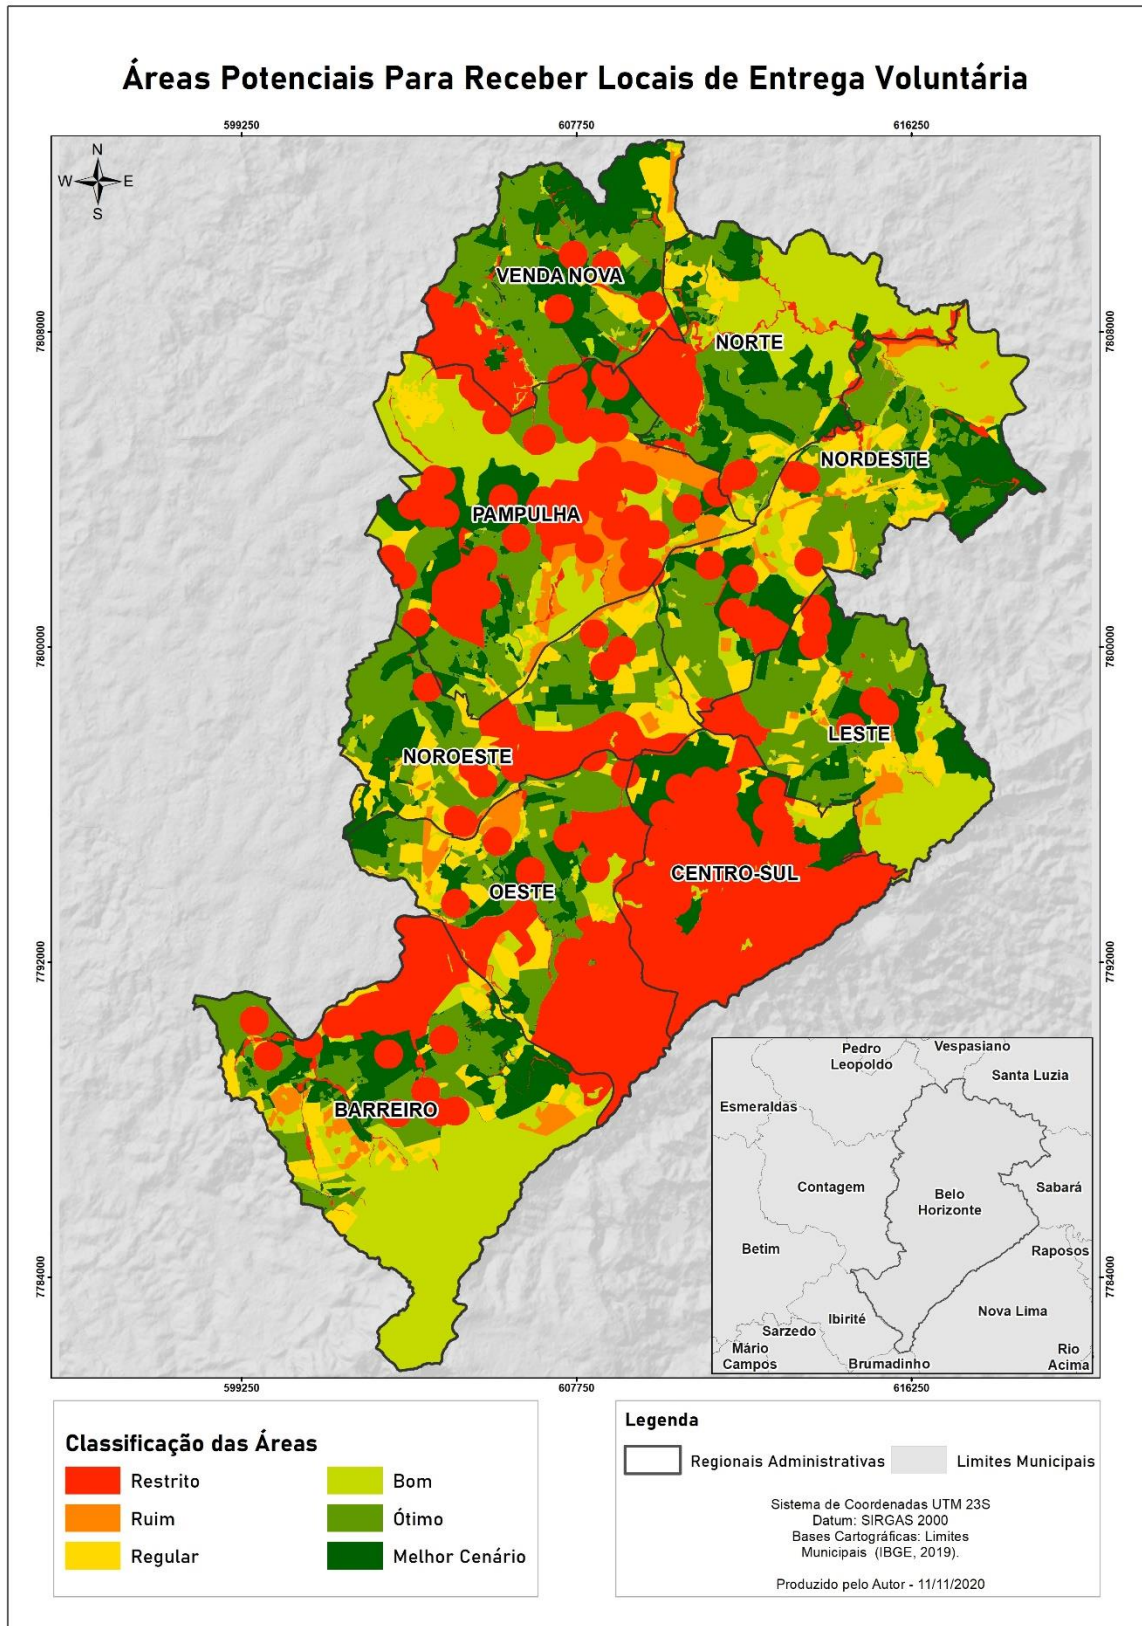 Áreas Potenciais Para Receber Locais de Entrega Voluntária
599250
607750
616250
N
W
E
S
VENDA NOVA
7808000
7808000
NORTE
NORDESTE
PAMPULHA
7800000
7800000
LESTE
NOROESTE
CENTRO-SUL
OESTE
7792000
7792000
BARREIRO
Pedro
Leopoldo
Vespasiano
Santa Luzia
Esmeraldas
Contagem
Belo
Horizonte
Sabará
Betim
Raposos
7784000
7784000
Ibirité
Nova Lima
Sarzedo
Mário
Campos
Brumadinho
Rio
Acima
599250
607750
616250
Classificação das Áreas
Restrito
Ruim
Regular
Bom
Ótimo
Melhor Cenário
Legenda
Regionais Administrativas
Limites Municipais
Sistema de Coordenadas UTM 23S
Datum: SIRGAS 2000
Bases Cartográficas: Limites
Municipais (IBGE, 2019).
Produzido pelo Autor - 11/11/2020